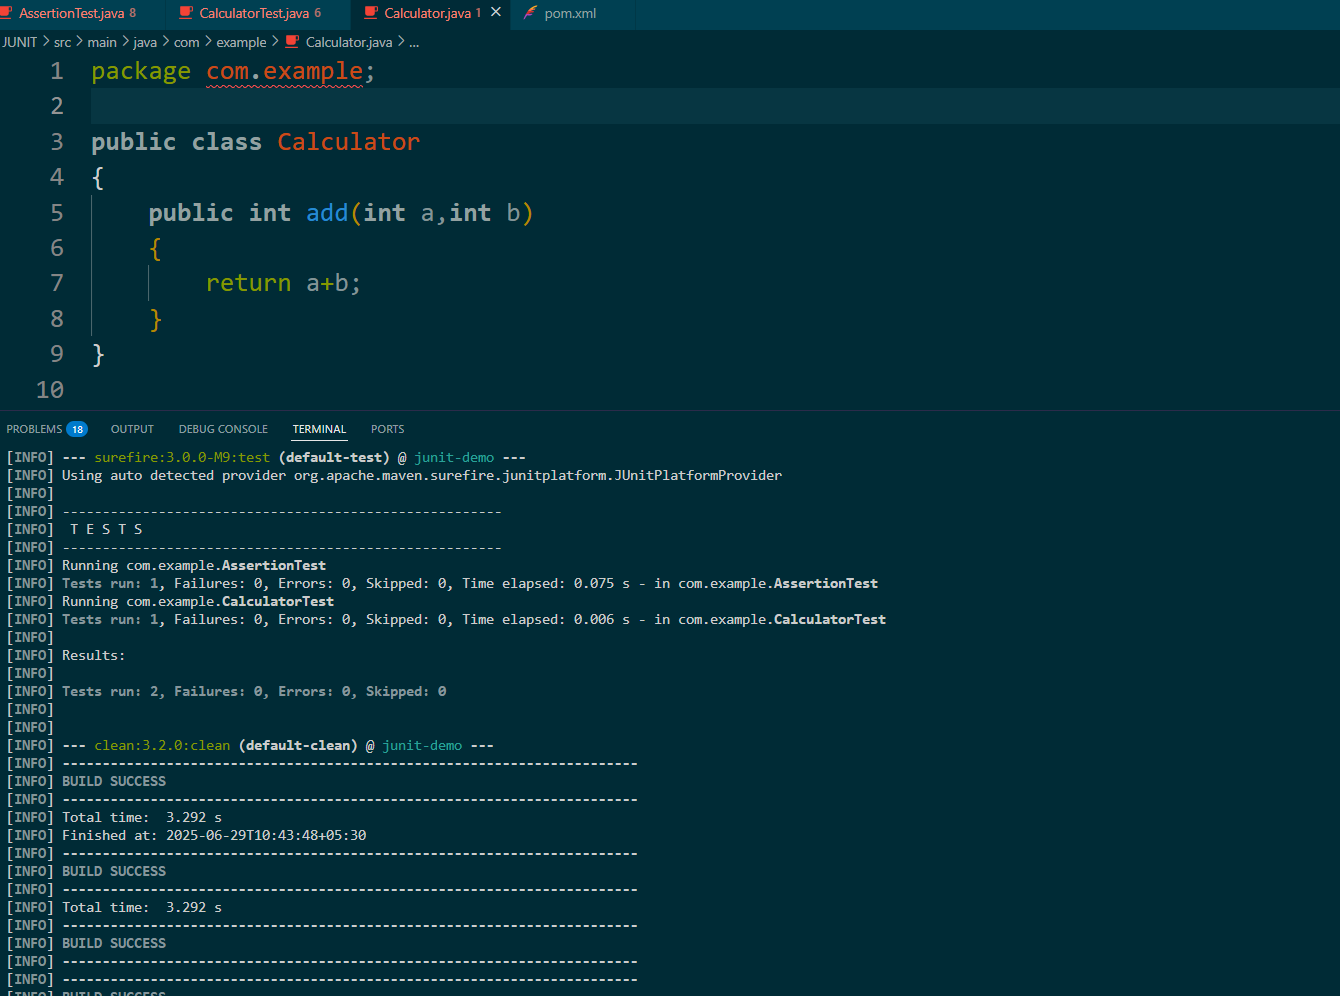 AssertionTest.java 8 CalculatorTest.java 6 Calculator.java 1 × pom.xml
JUNIT > src > main > java > com > example > Calculator.java > ...
1 package com.example;
2
3 public class Calculator
4 {
5 public int add(int a,int b)
6 {
7 return a+b;
8 }
9 }
10
PROBLEMS 18 OUTPUT DEBUG CONSOLE TERMINAL PORTS
[INFO] --- surefire:3.0.0-M9:test (default-test) @ junit-demo ---
[INFO] Using auto detected provider org.apache.maven.surefire.junitplatform.JUnitPlatformProvider
[INFO]
[INFO] -------------------------------------------------------
[INFO]  T E S T S
[INFO] -------------------------------------------------------
[INFO] Running com.example.AssertionTest
[INFO] Tests run: 1, Failures: 0, Errors: 0, Skipped: 0, Time elapsed: 0.075 s - in com.example.AssertionTest
[INFO] Running com.example.CalculatorTest
[INFO] Tests run: 1, Failures: 0, Errors: 0, Skipped: 0, Time elapsed: 0.006 s - in com.example.CalculatorTest
[INFO]
[INFO] Results:
[INFO]
[INFO] Tests run: 2, Failures: 0, Errors: 0, Skipped: 0
[INFO]
[INFO]
[INFO] --- clean:3.2.0:clean (default-clean) @ junit-demo ---
[INFO] ------------------------------------------------------------------------
[INFO] BUILD SUCCESS
[INFO] ------------------------------------------------------------------------
[INFO] Total time:  3.292 s
[INFO] Finished at: 2025-06-29T10:43:48+05:30
[INFO] ------------------------------------------------------------------------
[INFO] BUILD SUCCESS
[INFO] ------------------------------------------------------------------------
[INFO] Total time:  3.292 s
[INFO] ------------------------------------------------------------------------
[INFO] BUILD SUCCESS
[INFO] ------------------------------------------------------------------------
[INFO] ------------------------------------------------------------------------
[INFO] BUILD SUCCESS